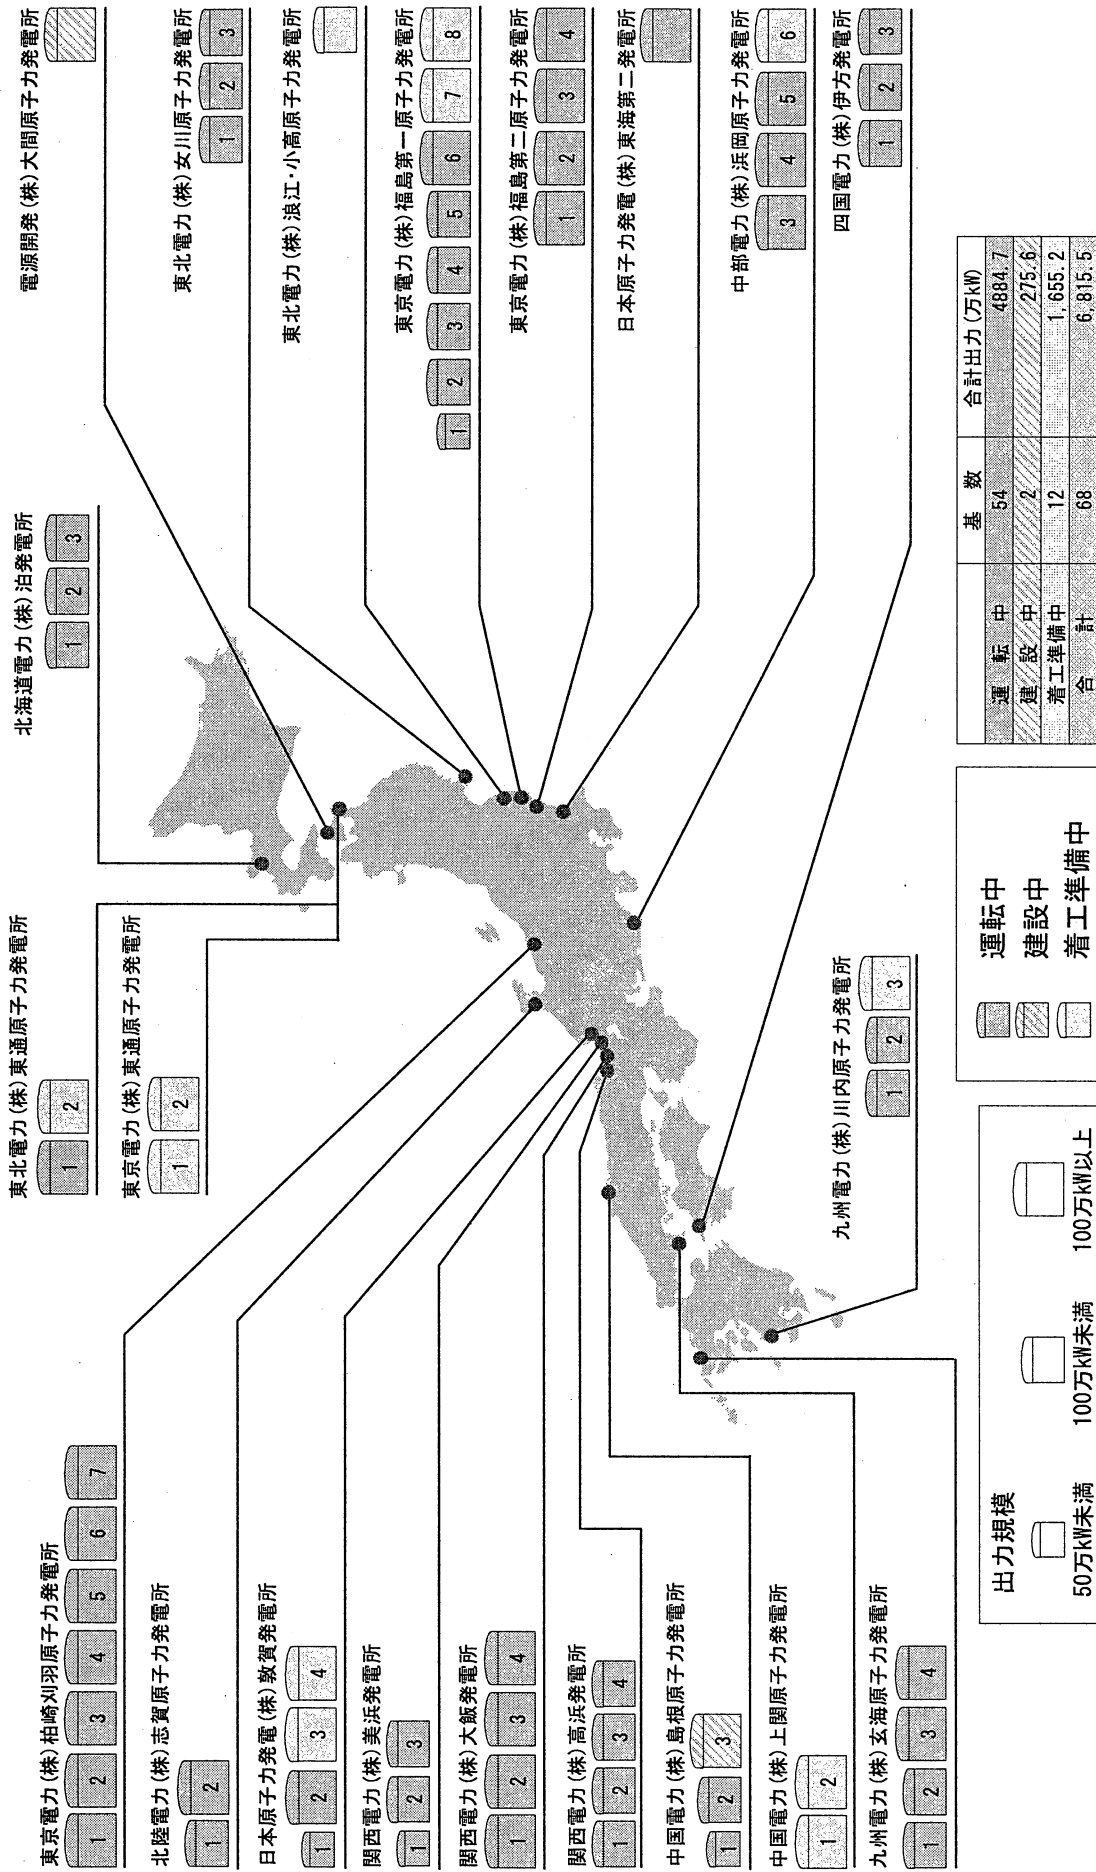 東京電力(株)柏崎刈羽原子力発電所
1 2 3 4 5 6 7
北陸電力(株)志賀原子力発電所
1 2
日本原子力発電(株)敦賀発電所
1 2 3 4
関西電力(株)美浜発電所
1 2 3
関西電力(株)大飯発電所
1 2 3 4
関西電力(株)高浜発電所
1 2 3 4
中国電力(株)島根原子力発電所
1 2 3
中国電力(株)上関原子力発電所
1 2
九州電力(株)玄海原子力発電所
1 2 3 4
東北電力(株)東通原子力発電所
1 2
東京電力(株)東通原子力発電所
1 2
九州電力(株)川内原子力発電所
1 2 3
北海道電力(株)泊発電所
1 2 3
電源開発(株)大間原子力発電所
東北電力(株)女川原子力発電所
1 2 3
東北電力(株)浪江・小高原子力発電所
東京電力(株)福島第一原子力発電所
1 2 3 4 5 6 7 8
東京電力(株)福島第二原子力発電所
1 2 3 4
日本原子力発電(株)東海第二発電所
中部電力(株)浜岡原子力発電所
3 4 5 6
四国電力(株)伊方発電所
1 2 3
出力規模
50万kW未満 100万kW未満 100万kW以上
運転中
建設中
着工準備中
基数 合計出力(万kW)
運転中 54 4884.7
建設中 2 275.6
着工準備中 12 1,655.2
合計 68 6,815.5